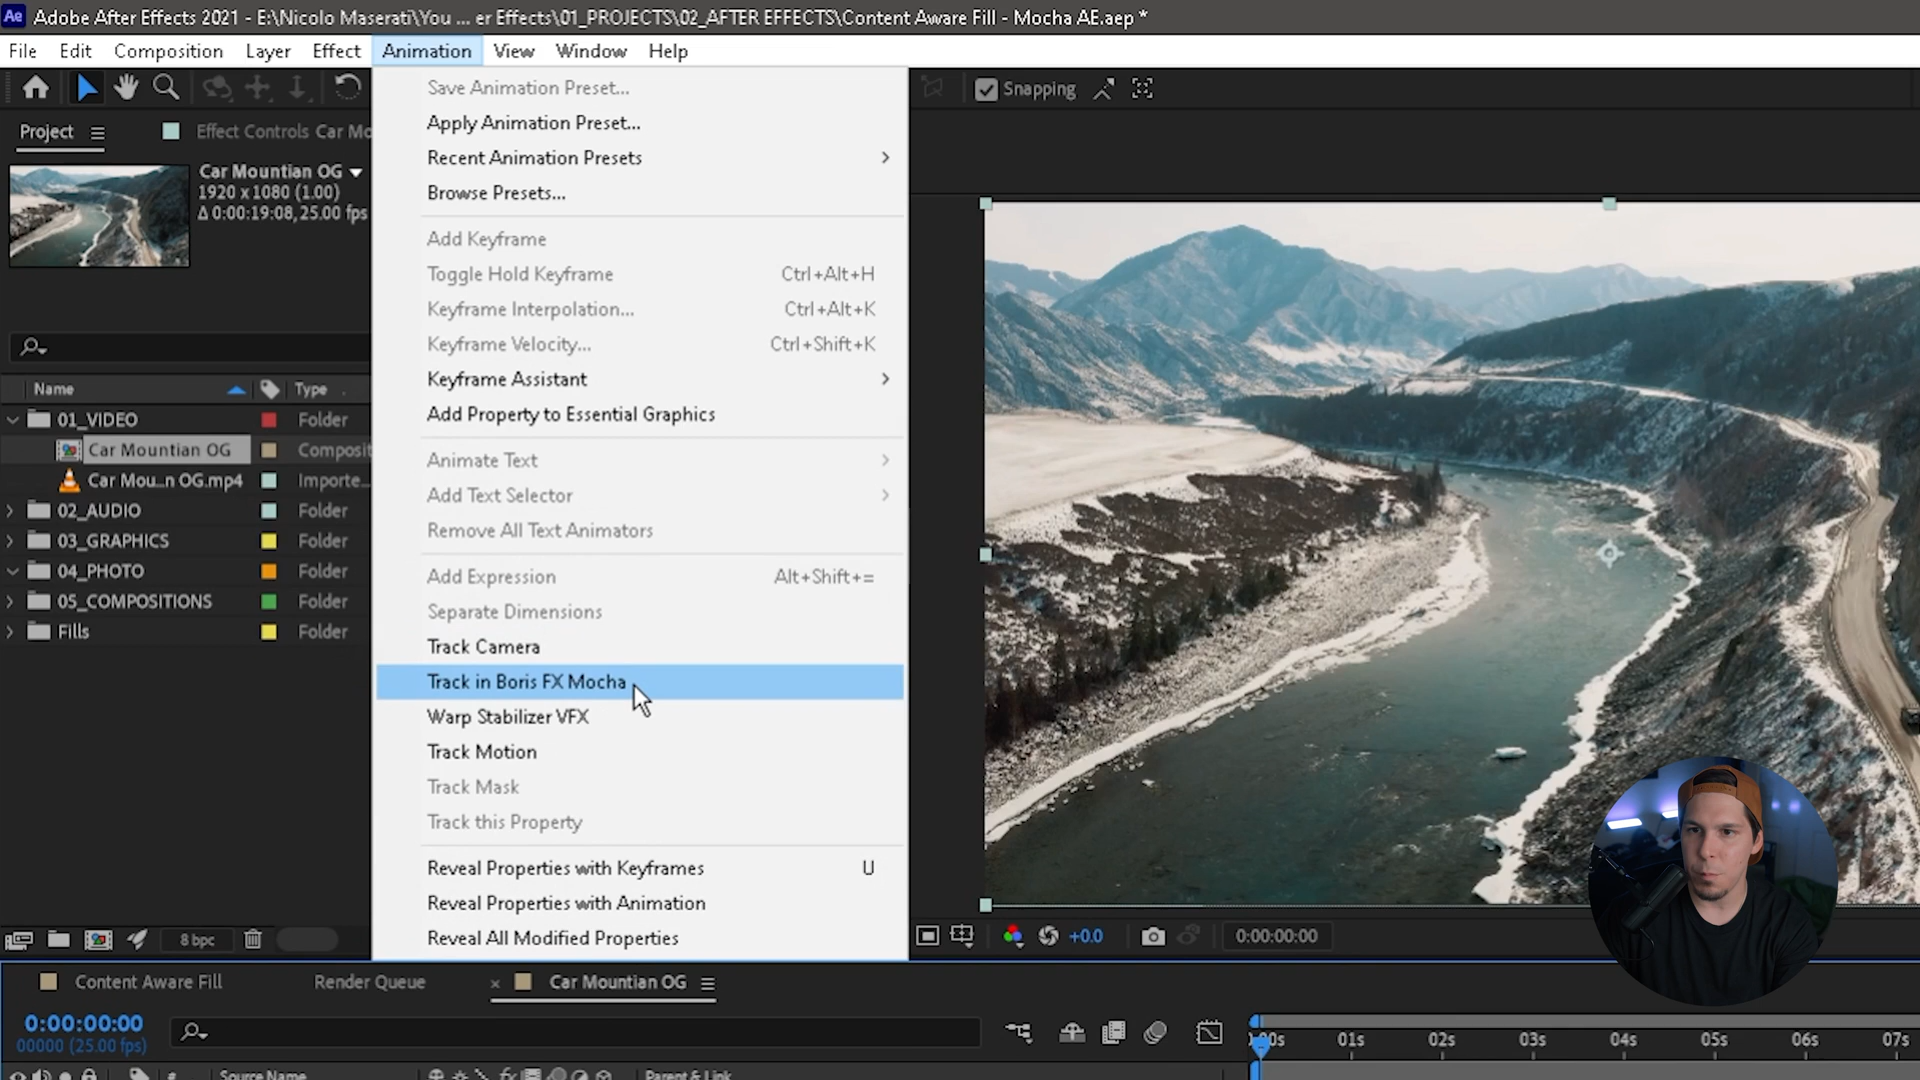 Ae Adobe After Effects 2021 - E:\Nicolo Maserati\You ... er Effects\01_PROJECTS\02_AFTER EFFECTS\Content Aware Fill - Mocha AE.aep *
File Edit Composition Layer Effect Animation View Window Help
Snapping
Project
Effect Controls Car Mo
Car Mountian OG
1920 x 1080 (1.00)
Δ 0:00:19:08, 25.00 fps
Name Type
01_VIDEO Folder
Car Mountian OG Composit
Car Mou...n OG.mp4 Importe...
02_AUDIO Folder
03_GRAPHICS Folder
04_PHOTO Folder
05_COMPOSITIONS Folder
Fills Folder
8 bpc
Save Animation Preset...
Apply Animation Preset...
Recent Animation Presets
Browse Presets...
Add Keyframe
Toggle Hold Keyframe Ctrl+Alt+H
Keyframe Interpolation... Ctrl+Alt+K
Keyframe Velocity... Ctrl+Shift+K
Keyframe Assistant
Add Property to Essential Graphics
Animate Text
Add Text Selector
Remove All Text Animators
Add Expression Alt+Shift+=
Separate Dimensions
Track Camera
Track in Boris FX Mocha
Warp Stabilizer VFX
Track Motion
Track Mask
Track this Property
Reveal Properties with Keyframes U
Reveal Properties with Animation
Reveal All Modified Properties
+0.0
0:00:00:00
Content Aware Fill
Render Queue
× Car Mountian OG
0:00:00:00
00000 (25.00 fps)
00s 01s 02s 03s 04s 05s 06s 07s
# Source Name fx Parent & Link